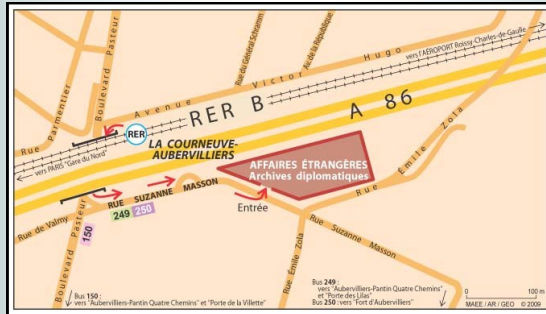 Rue Parmentier
Boulevard Pasteur
Rue du Général Schramm
Av. de la République
Avenue Victor Hugo
vers l'AÉROPORT Roissy-Charles-de-Gaulle
RER B
A 86
RER
vers PARIS "Gare du Nord"
LA COURNEUVE-
AUBERVILLIERS
AFFAIRES ÉTRANGÈRES
Archives diplomatiques
Rue Émile Zola
RUE SUZANNE MASSON
249 250
Entrée
Rue de Valmy
Boulevard Pasteur
150
Rue Émile Zola
Rue Suzanne Masson
Bus 150 :
vers "Aubervilliers-Pantin Quatre Chemins" et "Porte de la Villette"
Bus 249 :
vers "Aubervilliers-Pantin Quatre Chemins"
et "Porte des Lilas"
Bus 250 : vers "Fort d'Aubervilliers"
0 100 m
MAEE / AR / GEO © 2009